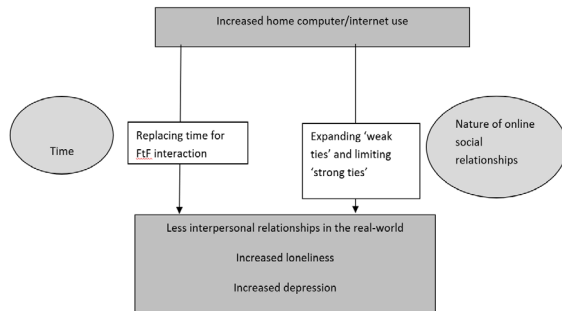 Increased home computer/internet use
Time
Replacing time for
FtF interaction
Expanding 'weak
ties' and limiting
'strong ties'
Nature of online
social
relationships
Less interpersonal relationships in the real-world
Increased loneliness
Increased depression